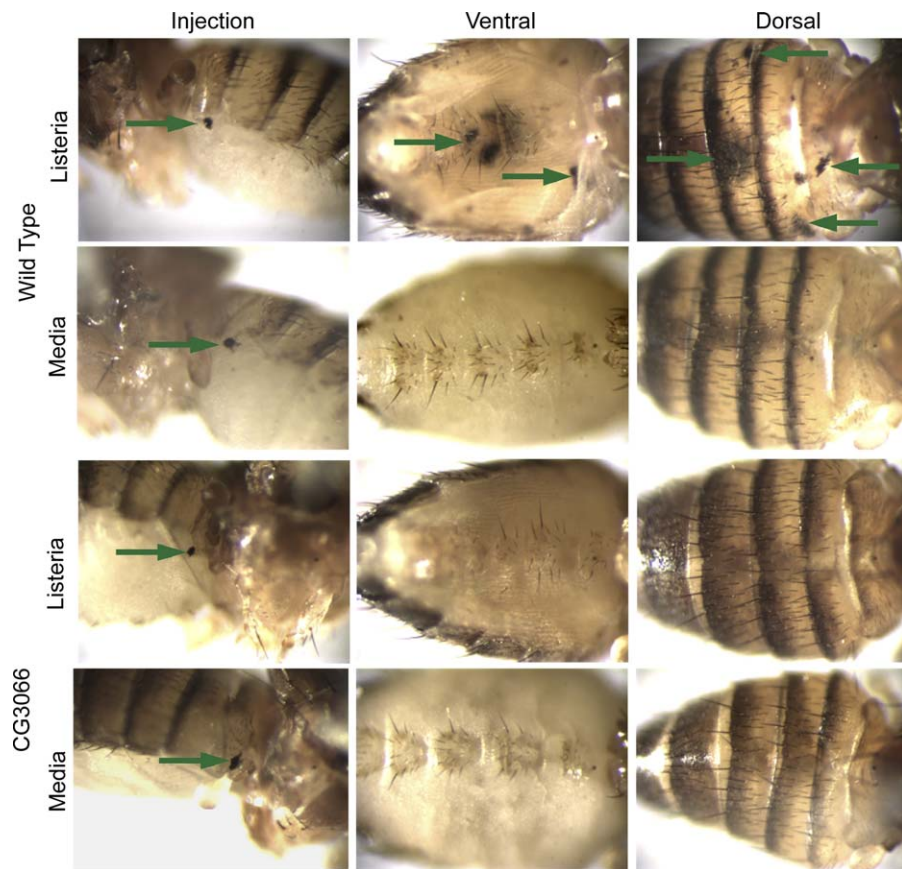 Injection Ventral Dorsal
Wild Type
Listeria
Media
CG3066
Listeria
Media